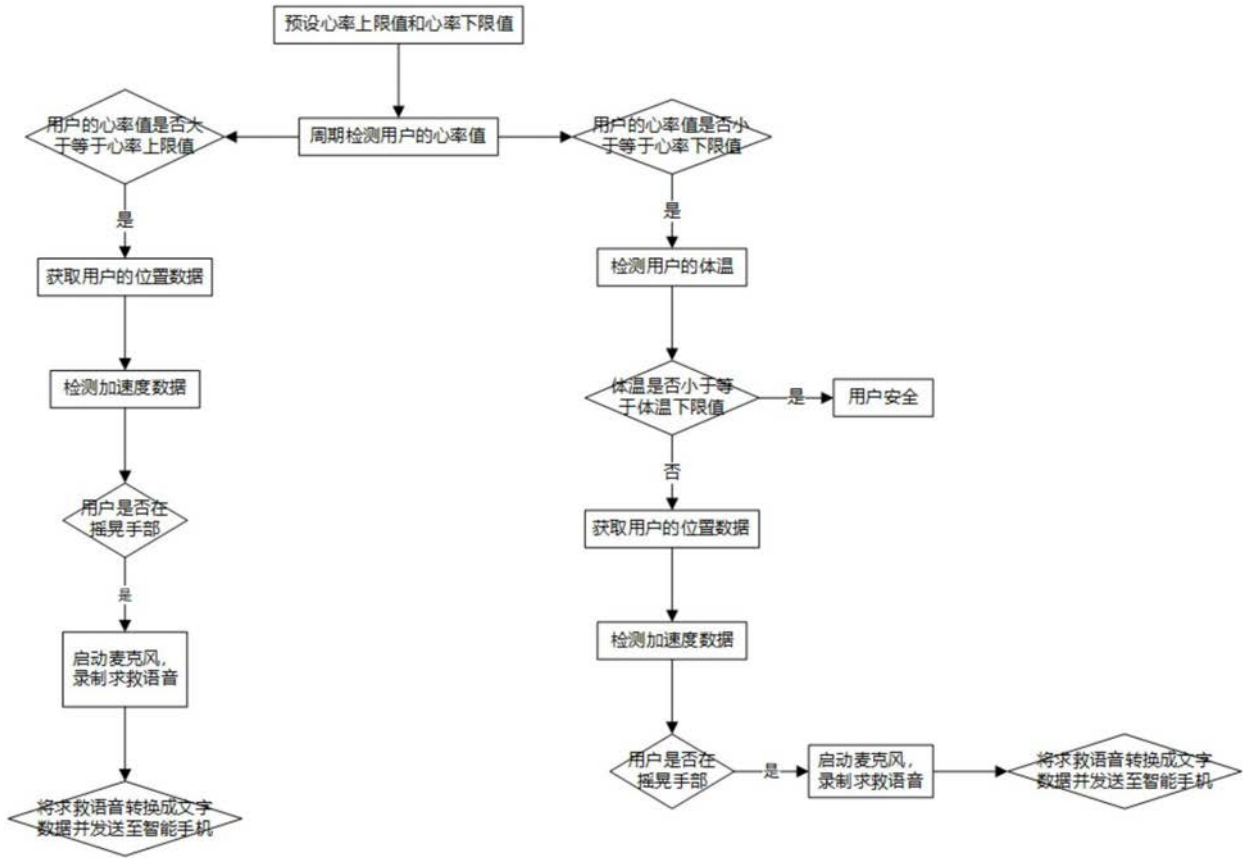 预设心率上限值和心率下限值
周期检测用户的心率值
用户的心率值是否大
于等于心率上限值
是
获取用户的位置数据
检测加速度数据
用户是否在
摇晃手部
是
启动麦克风，
录制求救语音
将求救语音转换成文字
数据并发送至智能手机
用户的心率值是否小
于等于心率下限值
是
检测用户的体温
体温是否小于等
于体温下限值
是
用户安全
否
获取用户的位置数据
检测加速度数据
用户是否在
摇晃手部
是
启动麦克风，
录制求救语音
将求救语音转换成文字
数据并发送至智能手机